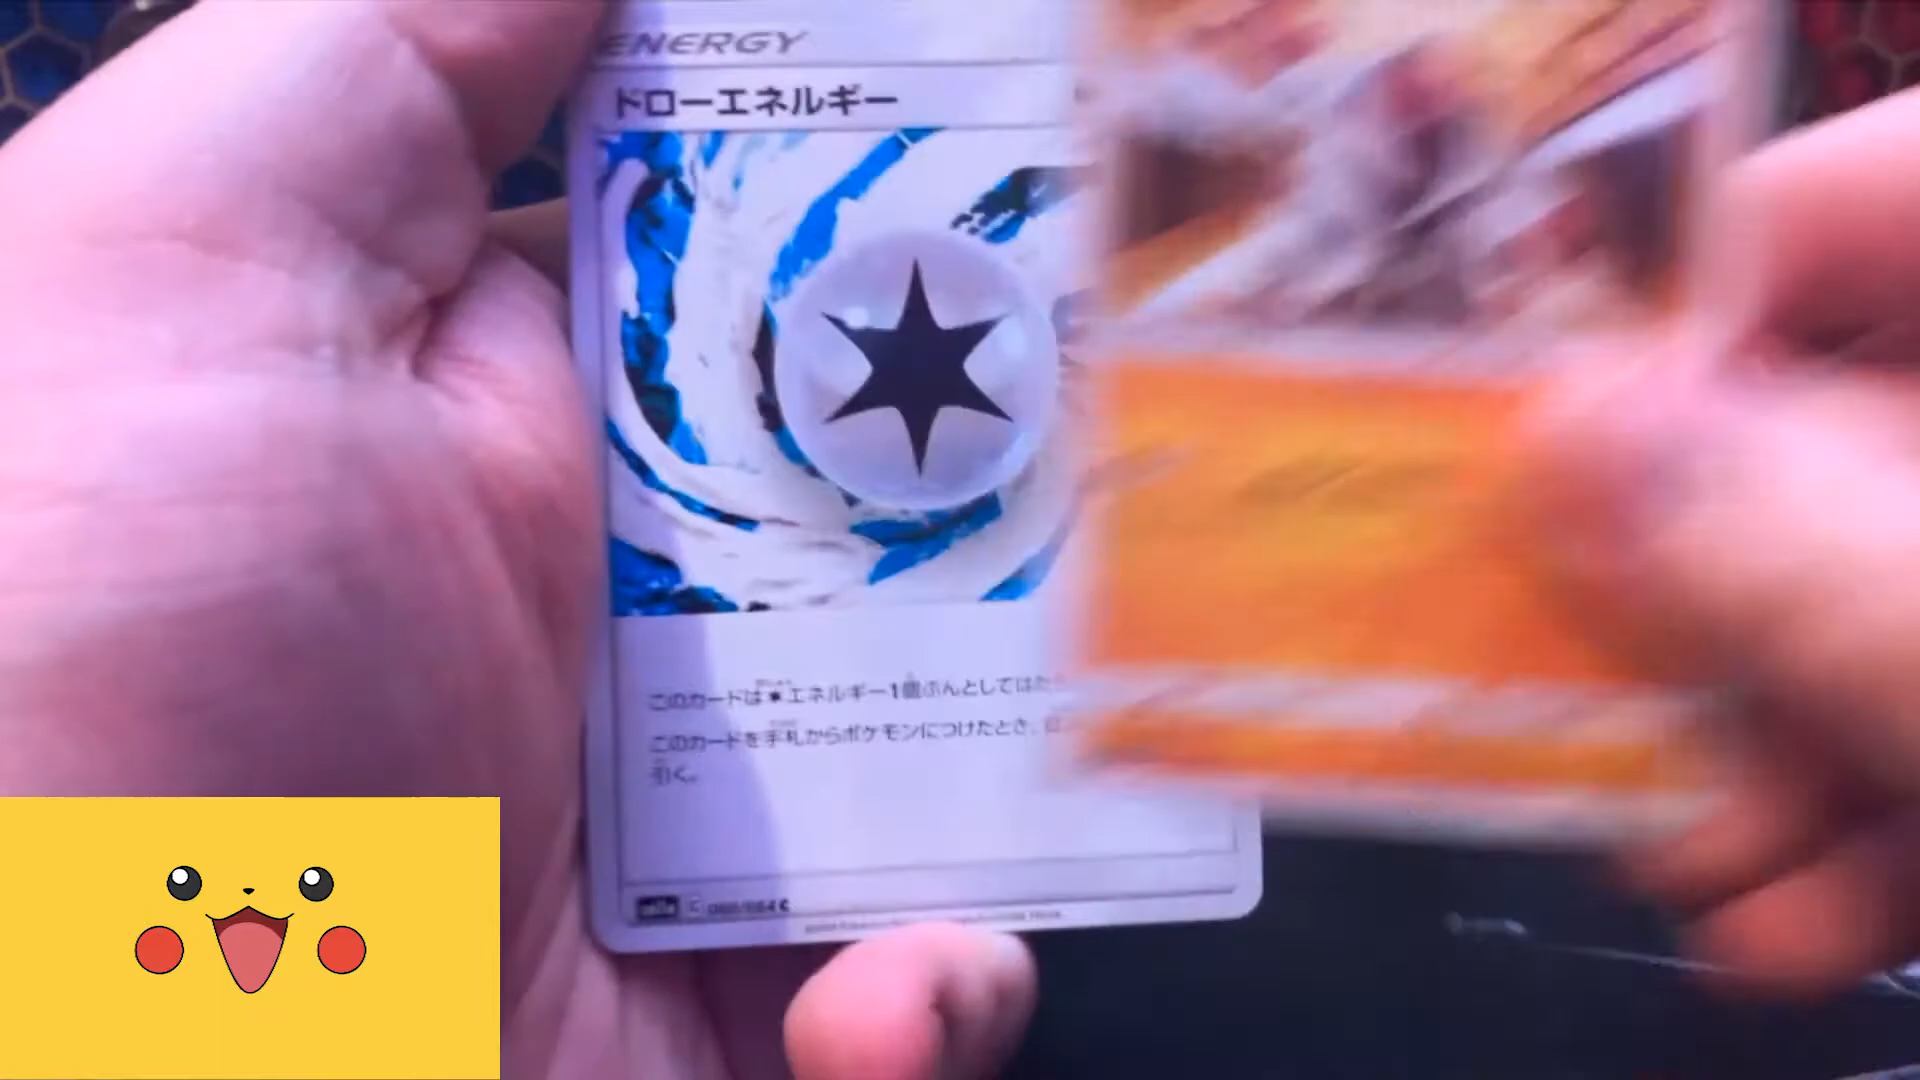 ENERGY
ドローエネルギー
このカードは★エネルギー1個ぶんとしてはた
このカードを手札からポケモンにつけたとき、
引く。
C